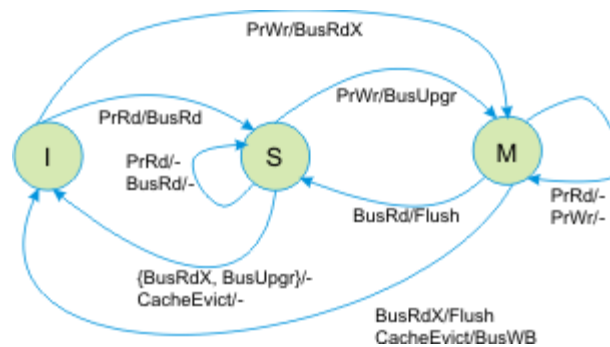 PrWr/BusRdX
PrRd/BusRd
PrWr/BusUpgr
I
S
M
PrRd/-
BusRd/-
PrRd/-
PrWr/-
BusRd/Flush
{BusRdX, BusUpgr}/-
CacheEvict/-
BusRdX/Flush
CacheEvict/BusWB